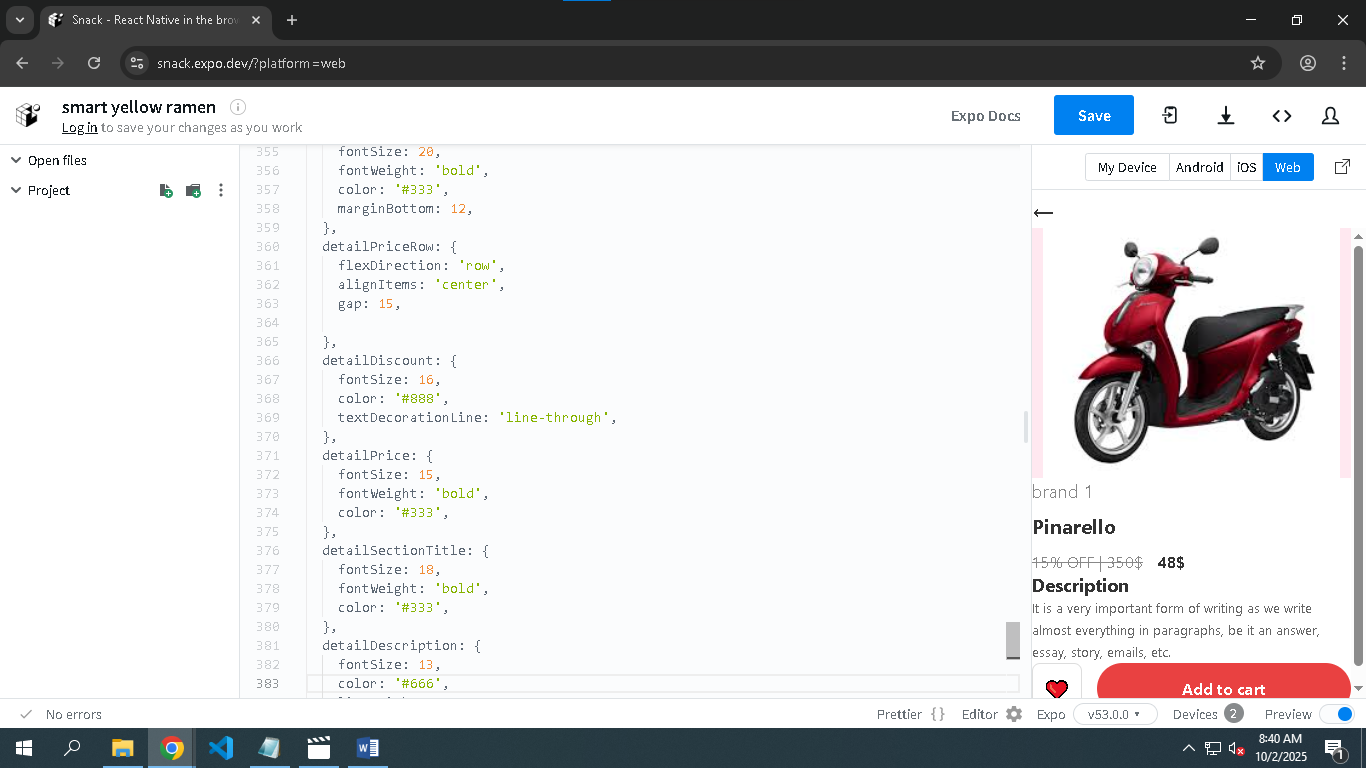 Snack - React Native in the brow
snack.expo.dev/?platform=web
smart yellow ramen
Log in to save your changes as you work
Expo Docs
Save
Open files
Project
355 fontSize: 20,
356 fontWeight: 'bold',
357 color: '#333',
358 marginBottom: 12,
359 },
360 detailPriceRow: {
361 flexDirection: 'row',
362 alignItems: 'center',
363 gap: 15,
364
365 },
366 detailDiscount: {
367 fontSize: 16,
368 color: '#888',
369 textDecorationLine: 'line-through',
370 },
371 detailPrice: {
372 fontSize: 15,
373 fontWeight: 'bold',
374 color: '#333',
375 },
376 detailSectionTitle: {
377 fontSize: 18,
378 fontWeight: 'bold',
379 color: '#333',
380 },
381 detailDescription: {
382 fontSize: 13,
383 color: '#666',
My Device Android iOS Web
brand 1
Pinarello
15% OFF | 350$ 48$
Description
It is a very important form of writing as we write
almost everything in paragraphs, be it an answer,
essay, story, emails, etc.
Add to cart
No errors
Prettier {} Editor Expo v53.0.0 Devices 2 Preview
8:40 AM
10/2/2025
1